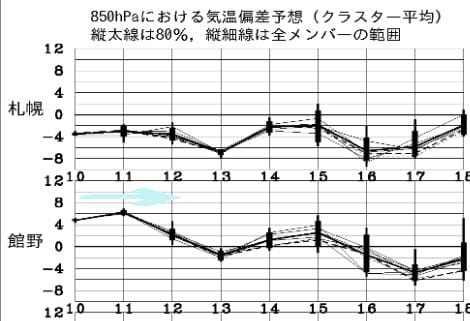 850hPaにおける気温偏差予想（クラスター平均）
縦太線は80%，縦細線は全メンバーの範囲
12
8
4
札幌
0
-4
-8
10 11 12 13 14 15 16 17 18
12
8
4
館野
0
-4
-8
12 10 11 12 13 14 15 16 17 18